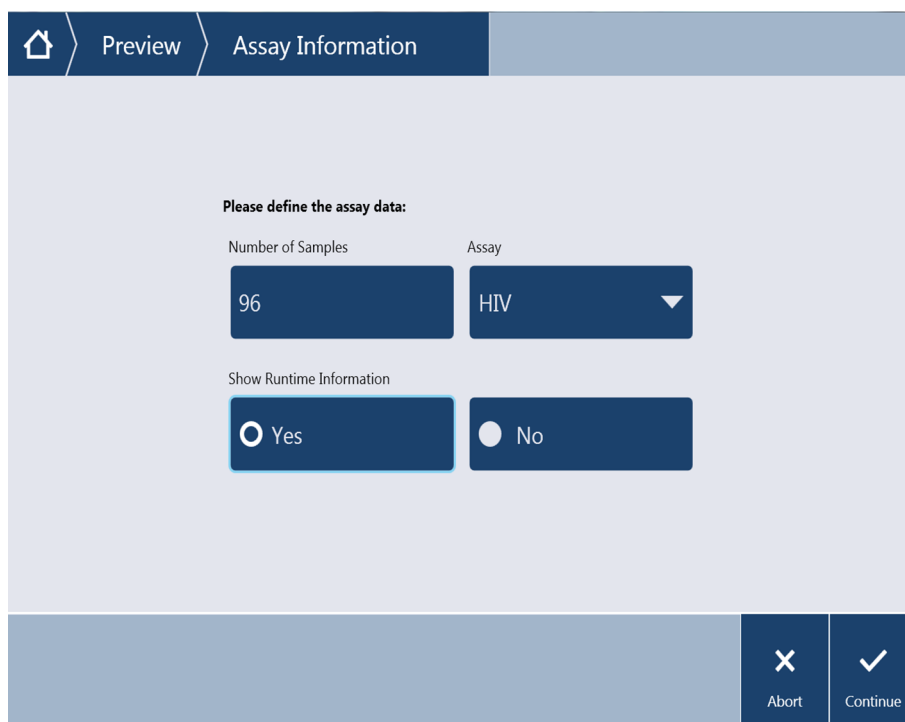 Preview Assay Information
Please define the assay data:
Number of Samples Assay
96 HIV
Show Runtime Information
Yes No
Abort Continue